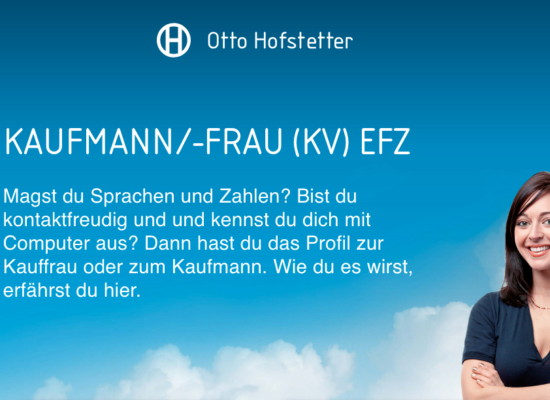 Otto Hofstetter
KAUFMANN/-FRAU (KV) EFZ
Magst du Sprachen und Zahlen? Bist du
kontaktfreudig und und kennst du dich mit
Computer aus? Dann hast du das Profil zur
Kauffrau oder zum Kaufmann. Wie du es wirst,
erfährst du hier.